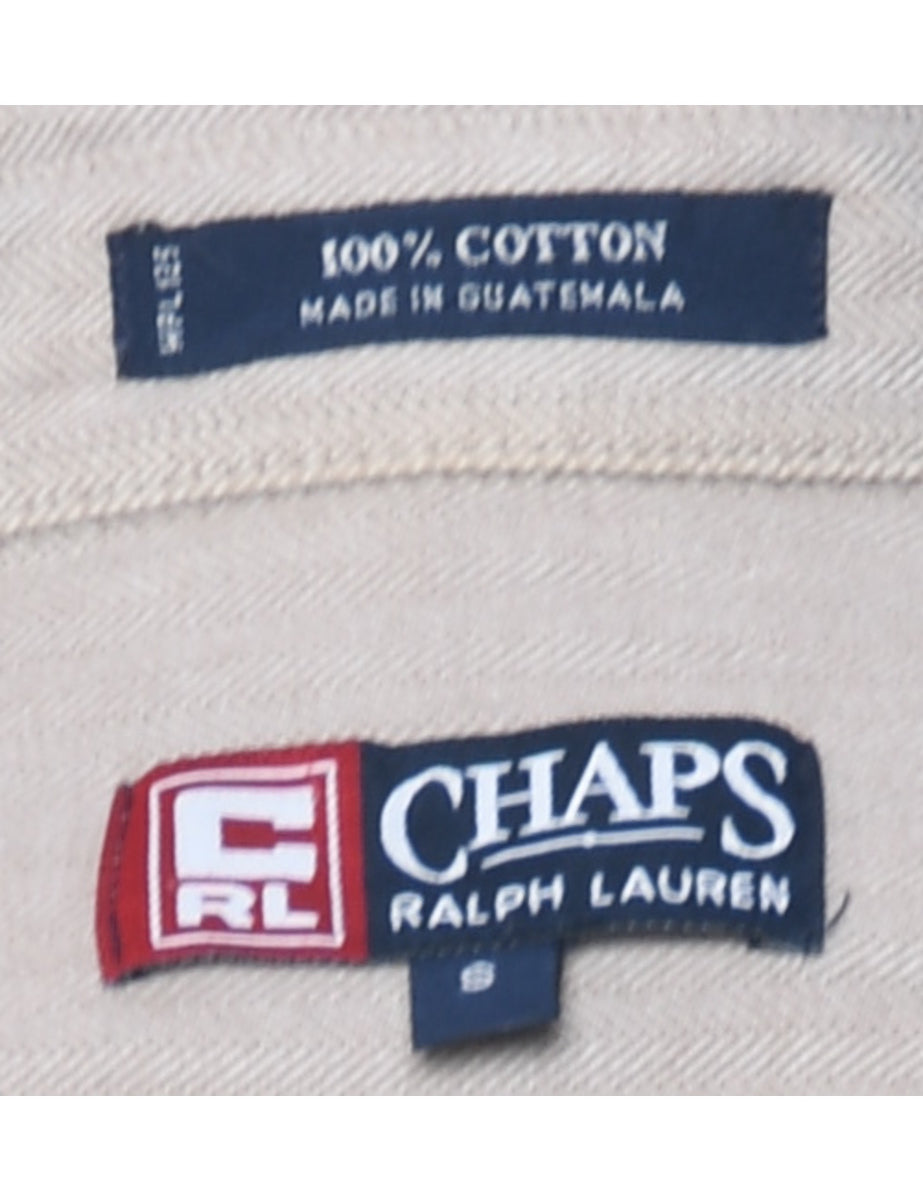 100% COTTON
MADE IN GUATEMALA
C
RL
CHAPS
RALPH LAUREN
S